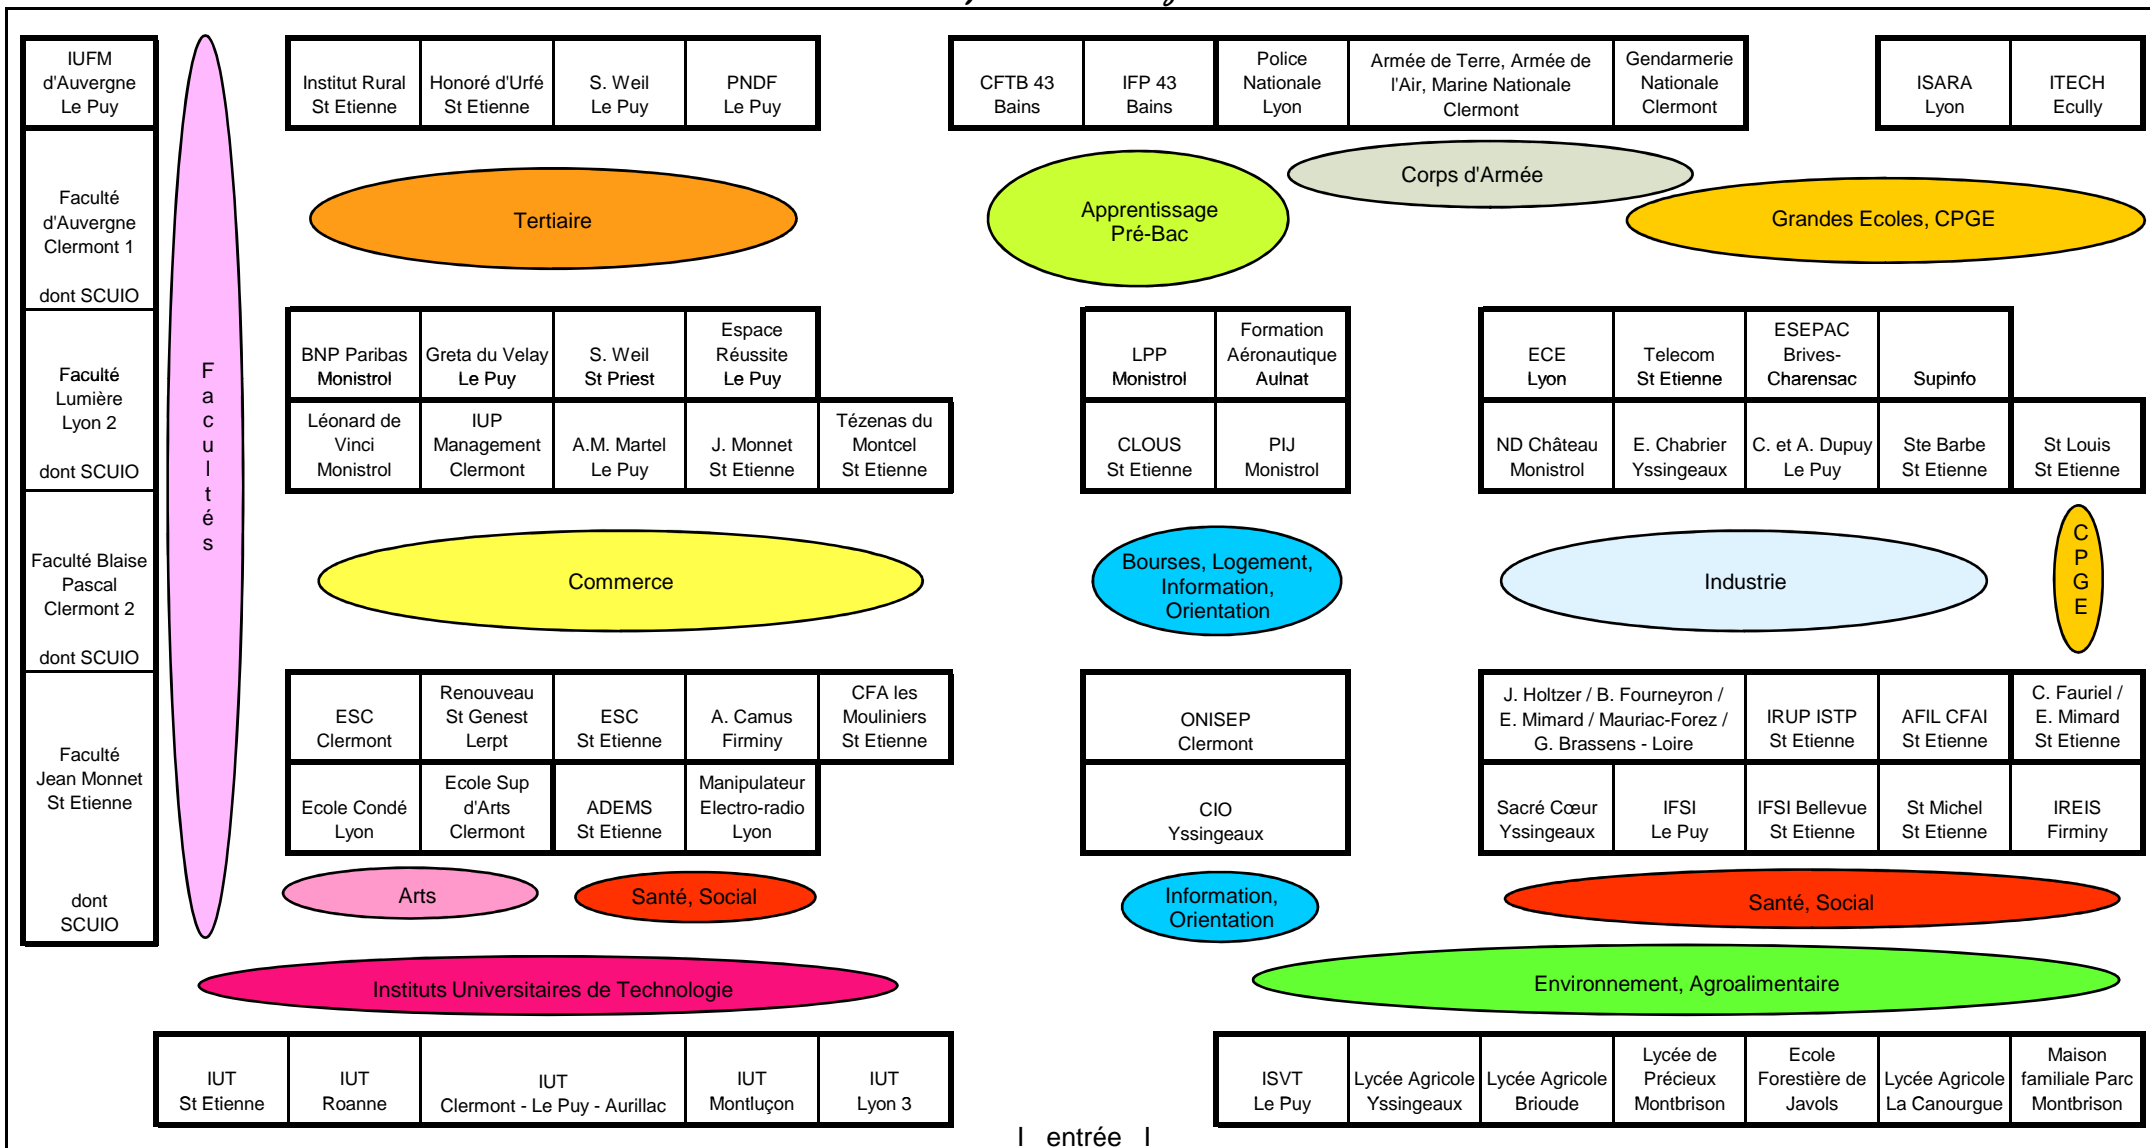 IUFM
d'Auvergne
Le Puy
Institut Rural
St Etienne
Honoré d'Urfé
St Etienne
S. Weil
Le Puy
PNDF
Le Puy
CFTB 43
Bains
IFP 43
Bains
Police
Nationale
Lyon
Armée de Terre, Armée de
l'Air, Marine Nationale
Clermont
Gendarmerie
Nationale
Clermont
ISARA
Lyon
ITECH
Ecully
Faculté
d'Auvergne
Clermont 1
dont SCUIO
Tertiaire
Apprentissage
Pré-Bac
Corps d'Armée
Grandes Ecoles, CPGE
Facultés
Faculté
Lumière
Lyon 2
dont SCUIO
BNP Paribas
Monistrol
Greta du Velay
Le Puy
S. Weil
St Priest
Espace
Réussite
Le Puy
LPP
Monistrol
Formation
Aéronautique
Aulnat
ECE
Lyon
Telecom
St Etienne
ESEPAC
Brives-
Charensac
Supinfo
Léonard de
Vinci
Monistrol
IUP
Management
Clermont
A.M. Martel
Le Puy
J. Monnet
St Etienne
Tézenas du
Montcel
St Etienne
CLOUS
St Etienne
PIJ
Monistrol
ND Château
Monistrol
E. Chabrier
Yssingeaux
C. et A. Dupuy
Le Puy
Ste Barbe
St Etienne
St Louis
St Etienne
Faculté Blaise
Pascal
Clermont 2
dont SCUIO
Commerce
Bourses, Logement,
Information,
Orientation
Industrie
CPGE
Faculté
Jean Monnet
St Etienne
dont
SCUIO
ESC
Clermont
Renouveau
St Genest
Lerpt
ESC
St Etienne
A. Camus
Firminy
CFA les
Mouliniers
St Etienne
ONISEP
Clermont
J. Holtzer / B. Fourneyron /
E. Mimard / Mauriac-Forez /
G. Brassens - Loire
IRUP ISTP
St Etienne
AFIL CFAI
St Etienne
C. Fauriel /
E. Mimard
St Etienne
Ecole Condé
Lyon
Ecole Sup
d'Arts
Clermont
ADEMS
St Etienne
Manipulateur
Electro-radio
Lyon
CIO
Yssingeaux
Sacré Cœur
Yssingeaux
IFSI
Le Puy
IFSI Bellevue
St Etienne
St Michel
St Etienne
IREIS
Firminy
Arts
Santé, Social
Information,
Orientation
Santé, Social
Instituts Universitaires de Technologie
Environnement, Agroalimentaire
IUT
St Etienne
IUT
Roanne
IUT
Clermont - Le Puy - Aurillac
IUT
Montluçon
IUT
Lyon 3
ISVT
Le Puy
Lycée Agricole
Yssingeaux
Lycée Agricole
Brioude
Lycée de
Précieux
Montbrison
Ecole
Forestière de
Javols
Lycée Agricole
La Canourgue
Maison
familiale Parc
Montbrison
I entrée I